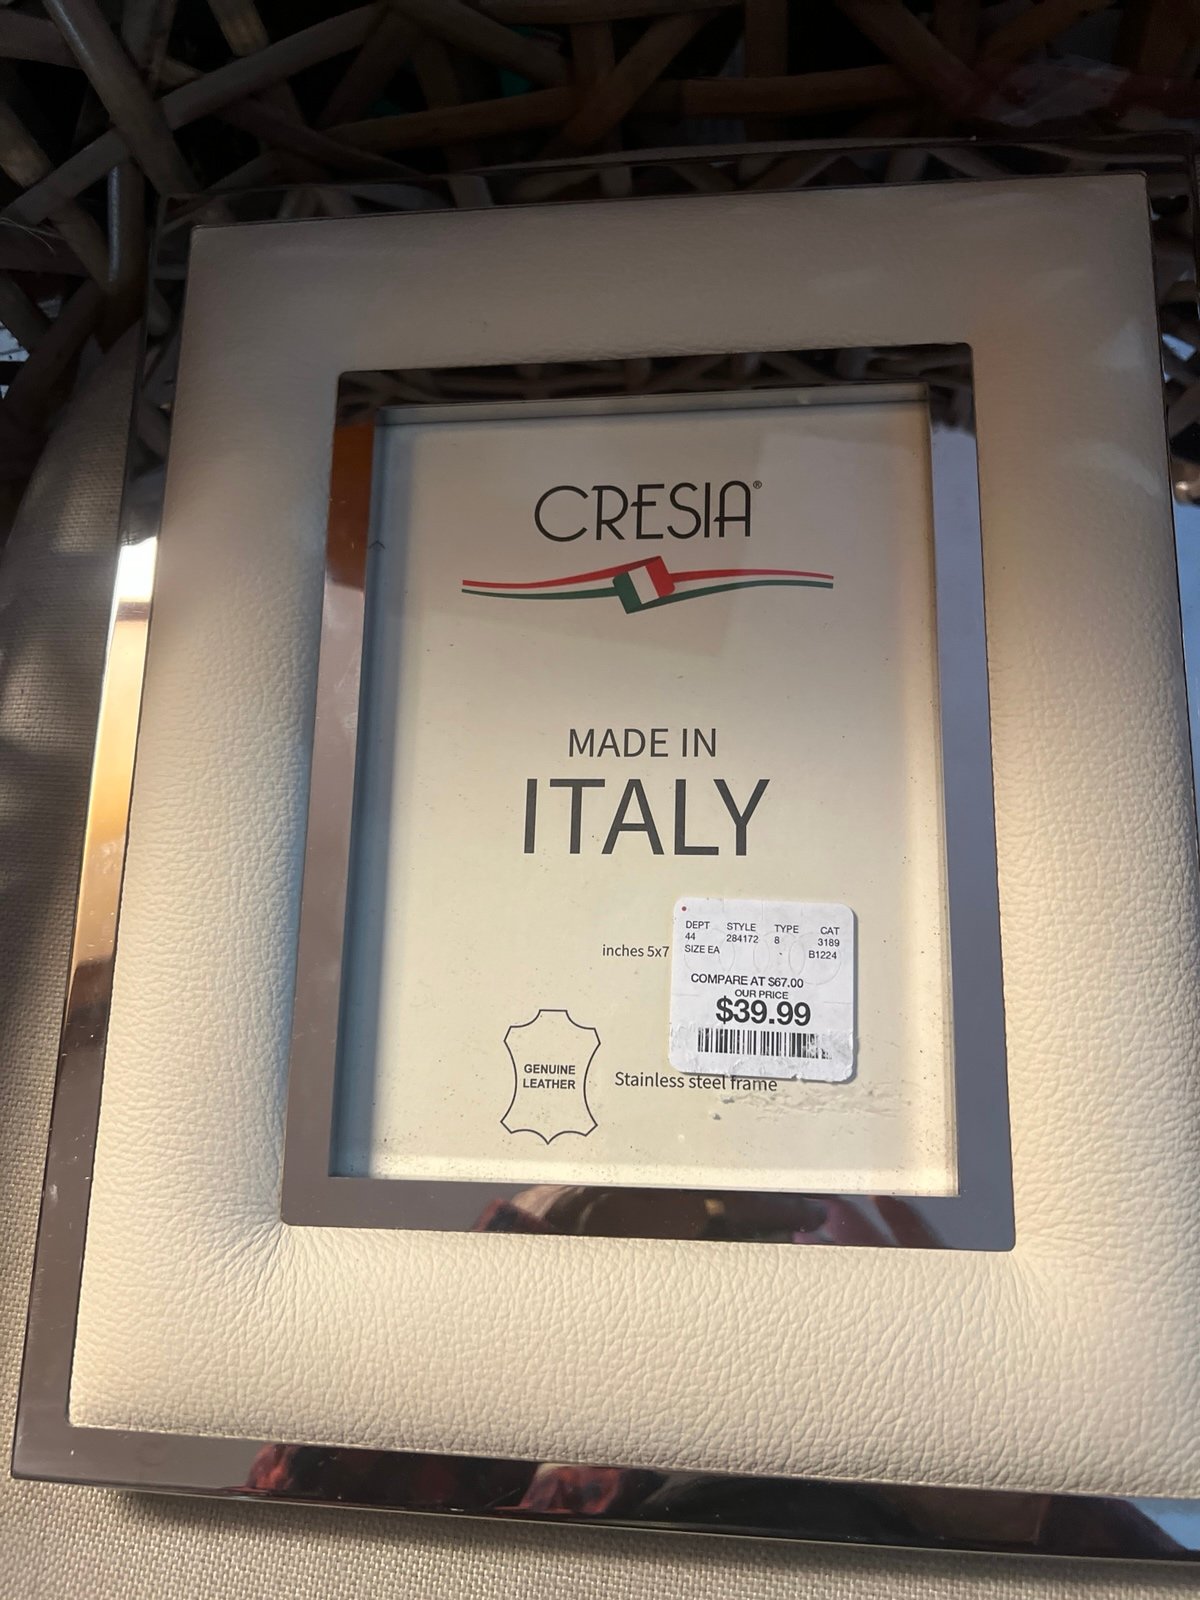 CRESIA®
MADE IN
ITALY
inches 5x7
DEPT STYLE TYPE CAT
44 284172 8 3189
SIZE EA - B1224
COMPARE AT $67.00
OUR PRICE
$39.99
GENUINE
LEATHER
Stainless steel frame